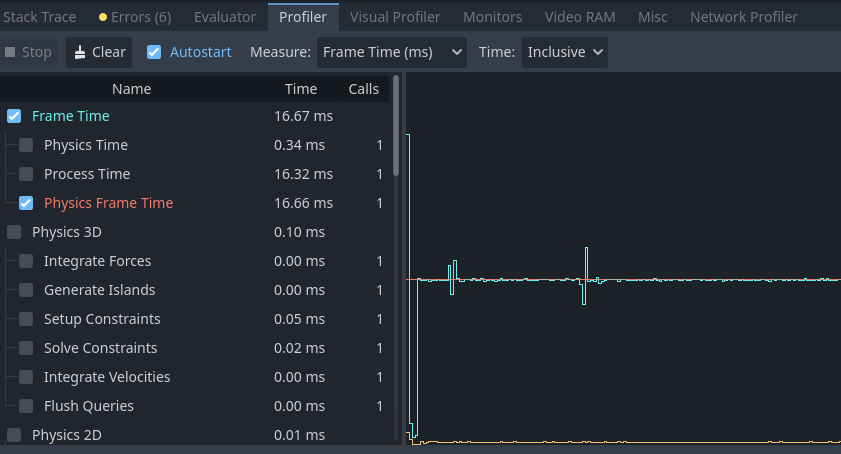 Stack Trace Errors (6) Evaluator Profiler Visual Profiler Monitors Video RAM Misc Network Profiler
Stop Clear Autostart Measure: Frame Time (ms) Time: Inclusive
Name Time Calls
Frame Time 16.67 ms
Physics Time 0.34 ms 1
Process Time 16.32 ms 1
Physics Frame Time 16.66 ms 1
Physics 3D 0.10 ms
Integrate Forces 0.00 ms 1
Generate Islands 0.00 ms 1
Setup Constraints 0.05 ms 1
Solve Constraints 0.02 ms 1
Integrate Velocities 0.00 ms 1
Flush Queries 0.00 ms 1
Physics 2D 0.01 ms